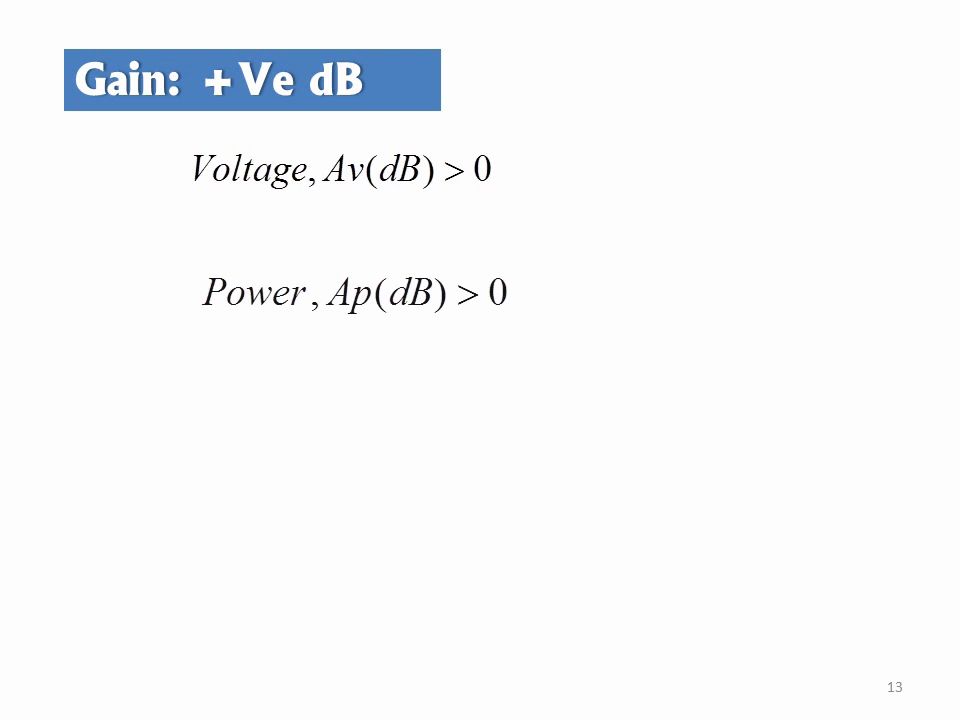 Gain: +Ve dB
Voltage, Av(dB) > 0
Power, Ap(dB) > 0
13